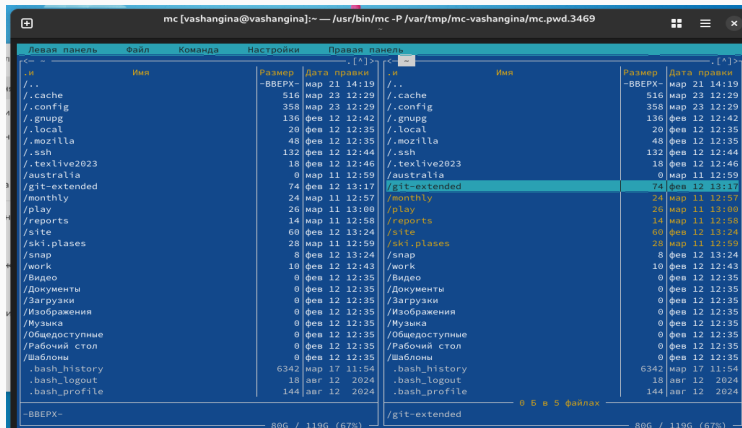 mc [vashangina@vashangina]:~ — /usr/bin/mc -P /var/tmp/mc-vashangina/mc.pwd.3469
~
Левая панель Файл Команда Настройки Правая панель
<- ~ .[^]> <- ~ .[^]>
.и Имя Размер Дата правки .и Имя Размер Дата правки
/.. -ВВЕРХ- мар 21 14:19 /.. -ВВЕРХ- мар 21 14:19
/.cache 516 мар 23 12:29 /.cache 516 мар 23 12:29
/.config 358 мар 23 12:29 /.config 358 мар 23 12:29
/.gnupg 136 фев 12 12:42 /.gnupg 136 фев 12 12:42
/.local 20 фев 12 12:35 /.local 20 фев 12 12:35
/.mozilla 48 фев 12 12:35 /.mozilla 48 фев 12 12:35
/.ssh 132 фев 12 12:44 /.ssh 132 фев 12 12:44
/.texlive2023 18 фев 12 12:46 /.texlive2023 18 фев 12 12:46
/australia 0 мар 11 12:59 /australia 0 мар 11 12:59
/git-extended 74 фев 12 13:17 /git-extended 74 фев 12 13:17
/monthly 24 мар 11 12:57 /monthly 24 мар 11 12:57
/play 26 мар 11 13:00 /play 26 мар 11 13:00
/reports 14 мар 11 12:58 /reports 14 мар 11 12:58
/site 60 фев 12 13:24 /site 60 фев 12 13:24
/ski.plases 28 мар 11 12:59 /ski.plases 28 мар 11 12:59
/snap 8 фев 12 13:24 /snap 8 фев 12 13:24
/work 10 фев 12 12:43 /work 10 фев 12 12:43
/Видео 0 фев 12 12:35 /Видео 0 фев 12 12:35
/Документы 0 фев 12 12:35 /Документы 0 фев 12 12:35
/Загрузки 0 фев 12 12:35 /Загрузки 0 фев 12 12:35
/Изображения 0 фев 12 12:35 /Изображения 0 фев 12 12:35
/Музыка 0 фев 12 12:35 /Музыка 0 фев 12 12:35
/Общедоступные 0 фев 12 12:35 /Общедоступные 0 фев 12 12:35
/Рабочий стол 0 фев 12 12:35 /Рабочий стол 0 фев 12 12:35
/Шаблоны 0 фев 12 12:35 /Шаблоны 0 фев 12 12:35
.bash_history 6342 мар 17 11:54 .bash_history 6342 мар 17 11:54
.bash_logout 18 авг 12 2024 .bash_logout 18 авг 12 2024
.bash_profile 144 авг 12 2024 .bash_profile 144 авг 12 2024
0 Б в 5 файлах
-ВВЕРХ- /git-extended
80G / 119G (67%) 80G / 119G (67%)